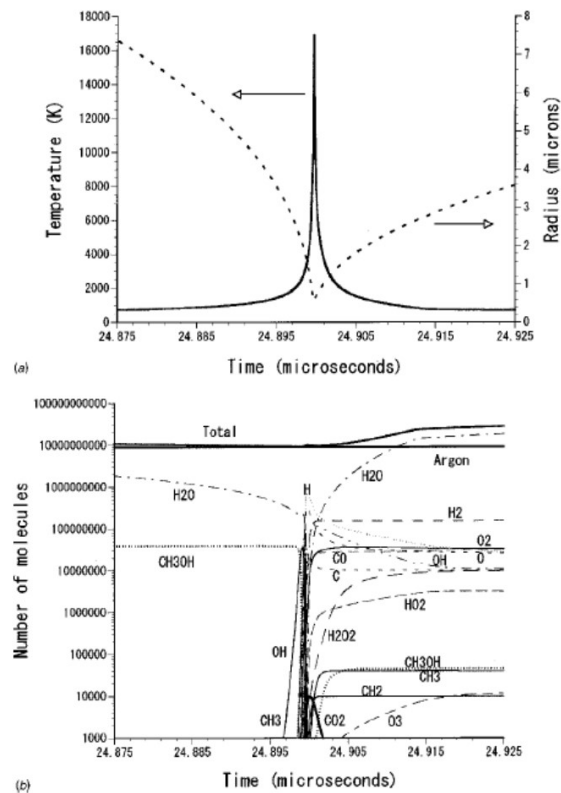 18000
16000
14000
12000
10000
8000
6000
4000
2000
0
Temperature (K)
8
7
6
5
4
3
2
1
0
Radius (microns)
24.875 24.885 24.895 24.905 24.915 24.925
Time (microseconds)
(a)
100000000000
10000000000
1000000000
100000000
10000000
1000000
100000
10000
1000
Number of molecules
Total
Argon
H2O
H
H2O
H2
CH3OH
CO
O2
OH
O
C
HO2
OH
H2O2
CH3OH
CH3
CH2
CH3
CO2
O3
24.875 24.885 24.895 24.905 24.915 24.925
Time (microseconds)
(b)